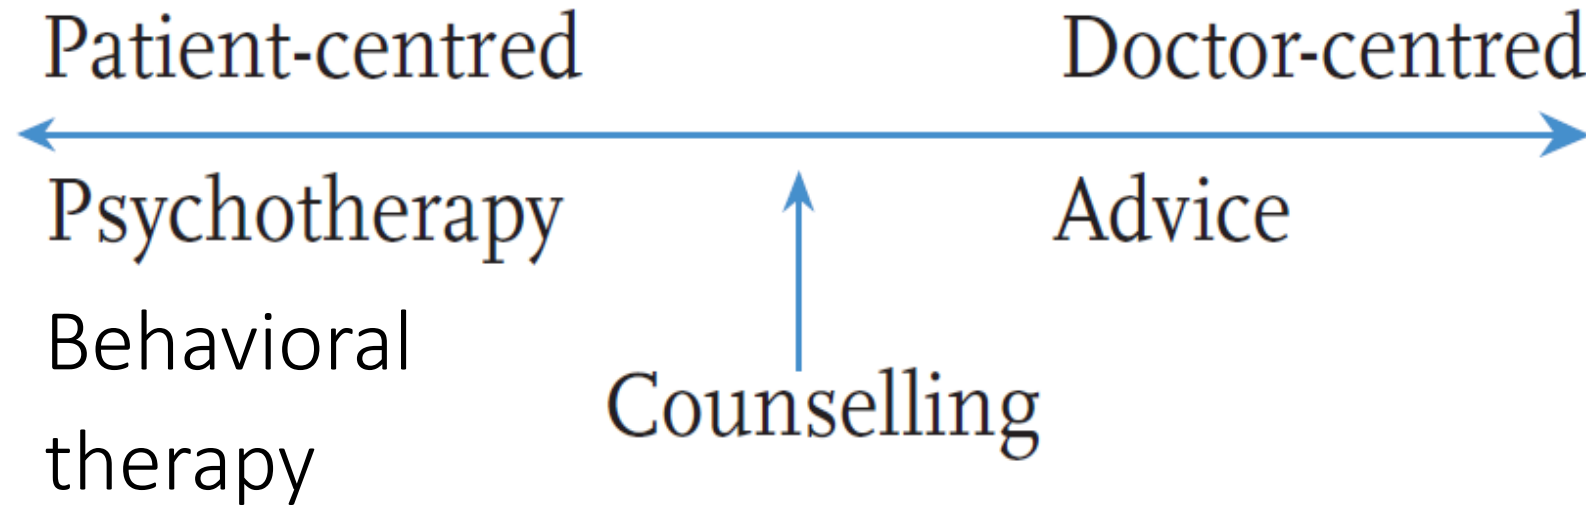 Patient-centred Doctor-centred
Psychotherapy Advice
Behavioral
therapy
Counselling